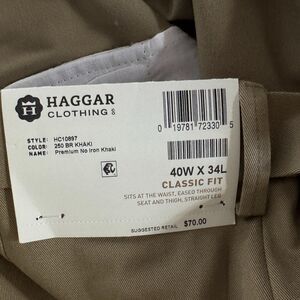 HAGGAR
CLOTHING CO
STYLE: HC10897
COLOR: 250 BR KHAKI
NAME: Premium No Iron Khaki
0 19781 72330 5
40W X 34L
CLASSIC FIT
SITS AT THE WAIST, EASED THROUGH
SEAT AND THIGH, STRAIGHT LEG
SUGGESTED RETAIL $70.00